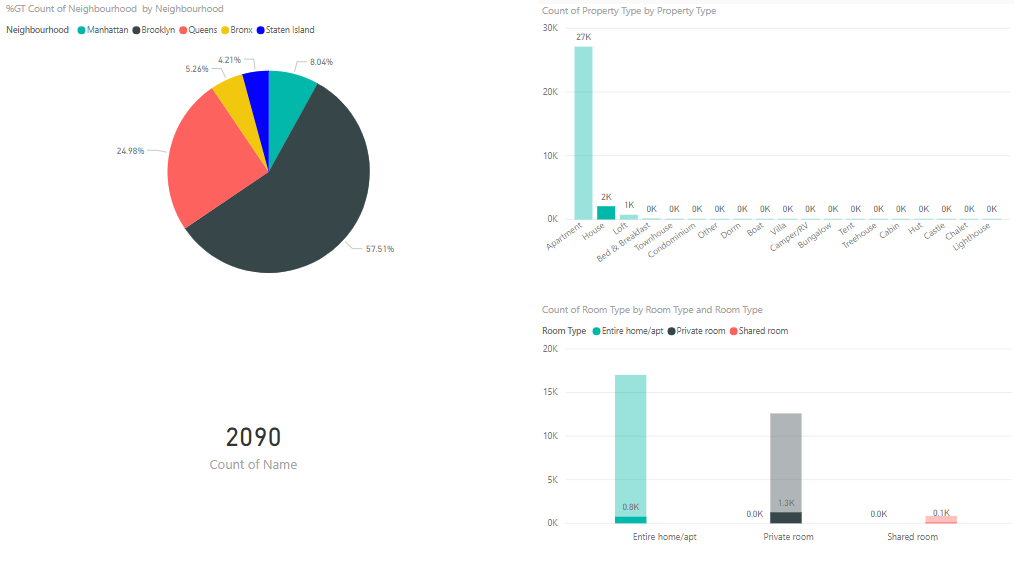 %GT Count of Neighbourhood by Neighbourhood
Neighbourhood Manhattan Brooklyn Queens Bronx Staten Island
4.21%
8.04%
5.26%
24.98%
57.51%
2090
Count of Name
Count of Property Type by Property Type
30K
27K
20K
10K
2K
1K
0K 0K 0K 0K 0K 0K 0K 0K 0K 0K 0K 0K 0K 0K 0K 0K
0K
Apartment
House
Loft
Bed & Breakfast
Townhouse
Condominium
Other
Dorm
Boat
Villa
Camper/RV
Bungalow
Tent
Treehouse
Cabin
Hut
Castle
Chalet
Lighthouse
Count of Room Type by Room Type and Room Type
Room Type Entire home/apt Private room Shared room
20K
15K
10K
5K
0.8K
0.0K
1.3K
0.0K
0.1K
0K
Entire home/apt Private room Shared room